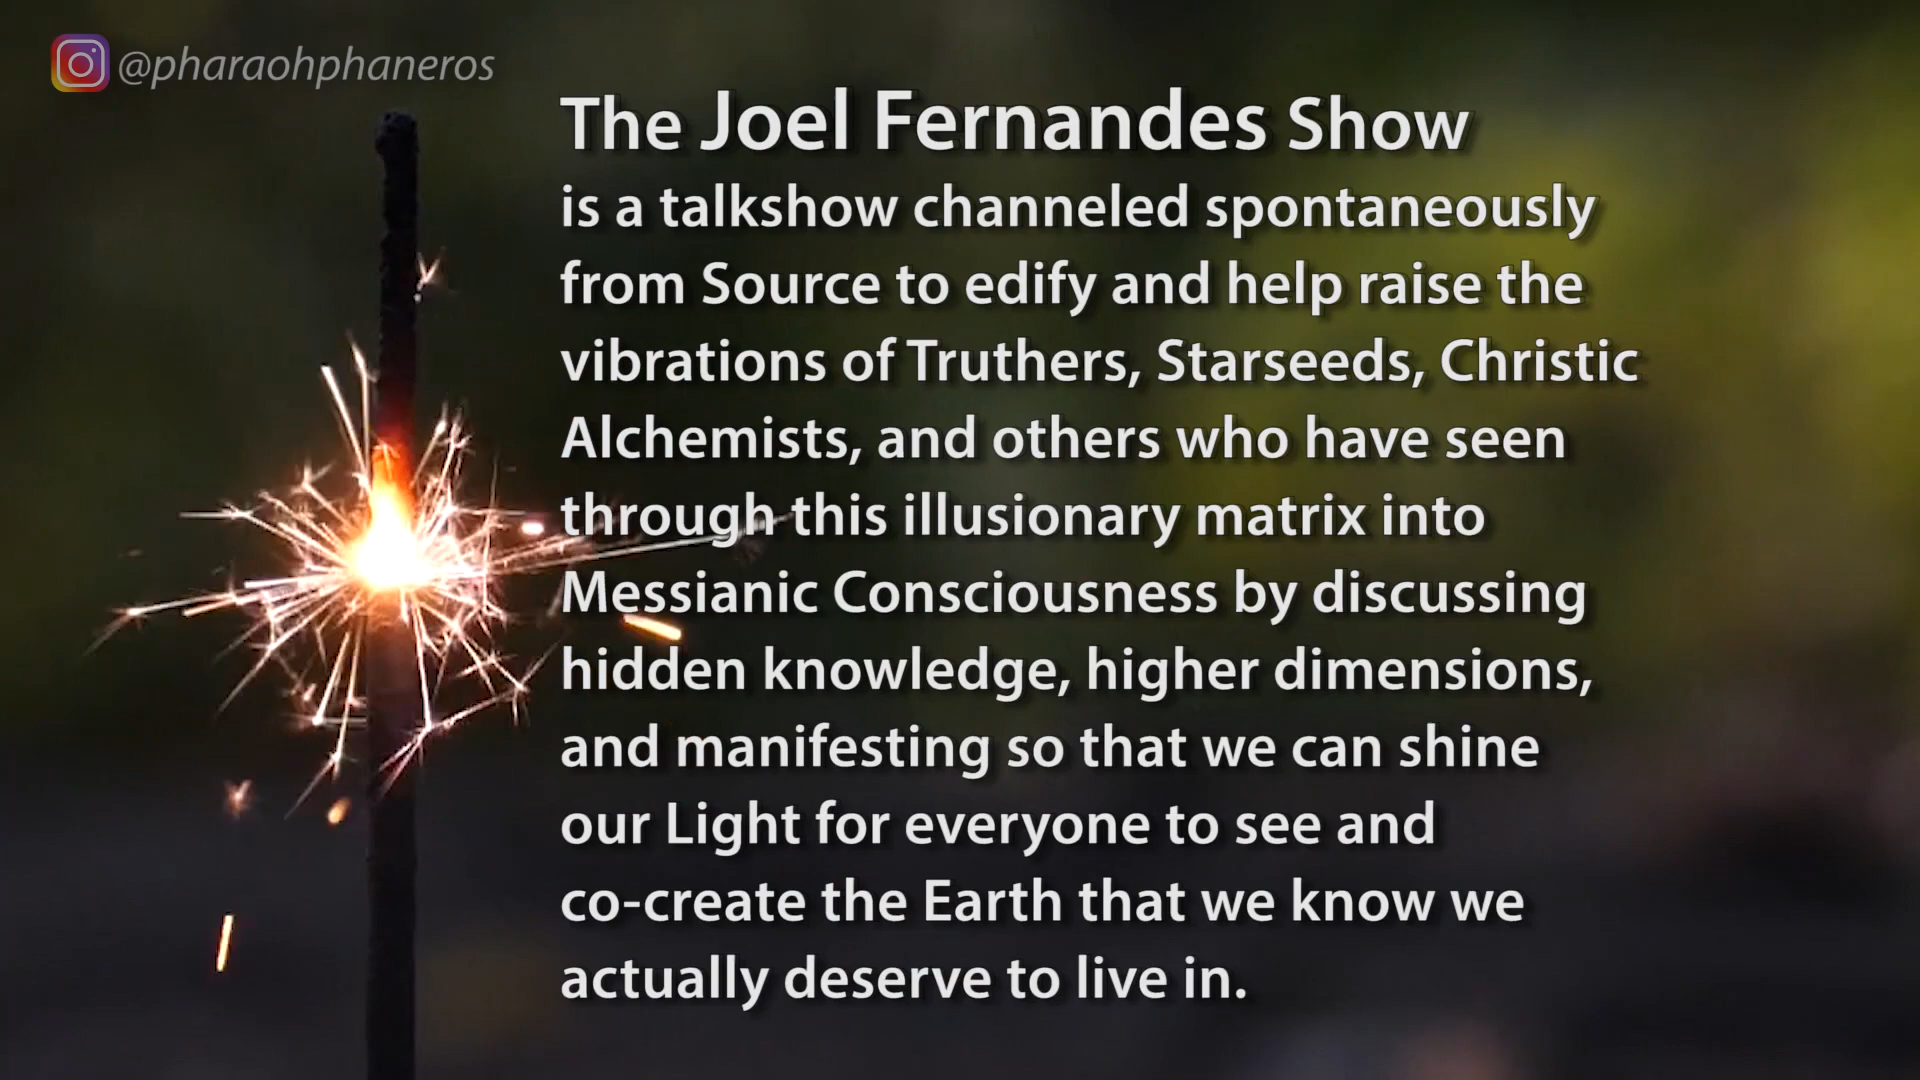 @pharaohphaneros
The Joel Fernandes Show
is a talkshow channeled spontaneously
from Source to edify and help raise the
vibrations of Truthers, Starseeds, Christic
Alchemists, and others who have seen
through this illusionary matrix into
Messianic Consciousness by discussing
hidden knowledge, higher dimensions,
and manifesting so that we can shine
our Light for everyone to see and
co-create the Earth that we know we
actually deserve to live in.